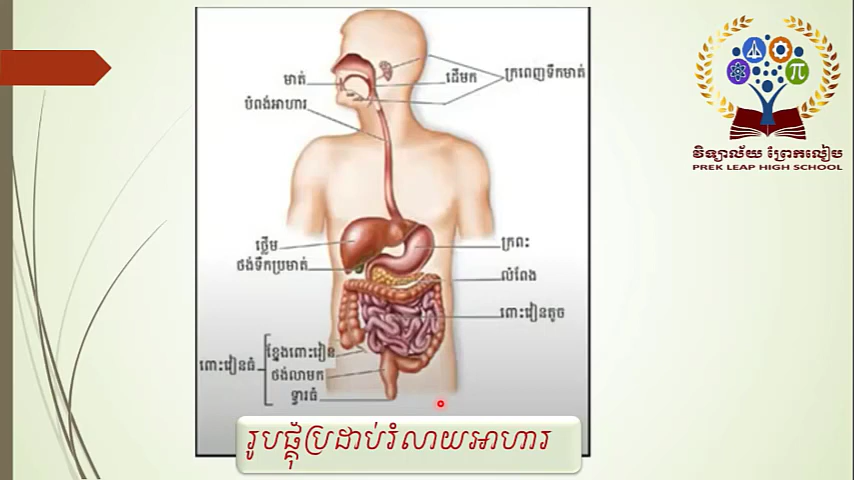 មាត់
បំពង់អាហារ
ដើមក
ក្រពេញទឹកមាត់
ថ្លើម
ថង់ទឹកប្រមាត់
ក្រពះ
លំពែង
ពោះវៀនតូច
ពោះវៀនធំ
ខ្នែងពោះវៀន
ថង់លាមក
ទ្វារធំ
រូបផ្គុំប្រដាប់រំលាយអាហារ
វិទ្យាល័យ ព្រែកលៀប
PREK LEAP HIGH SCHOOL